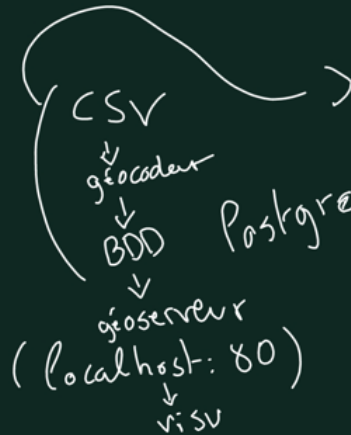 CSV
géocodeur
BDD Postgre
géoserveur
(localhost: 80)
visu